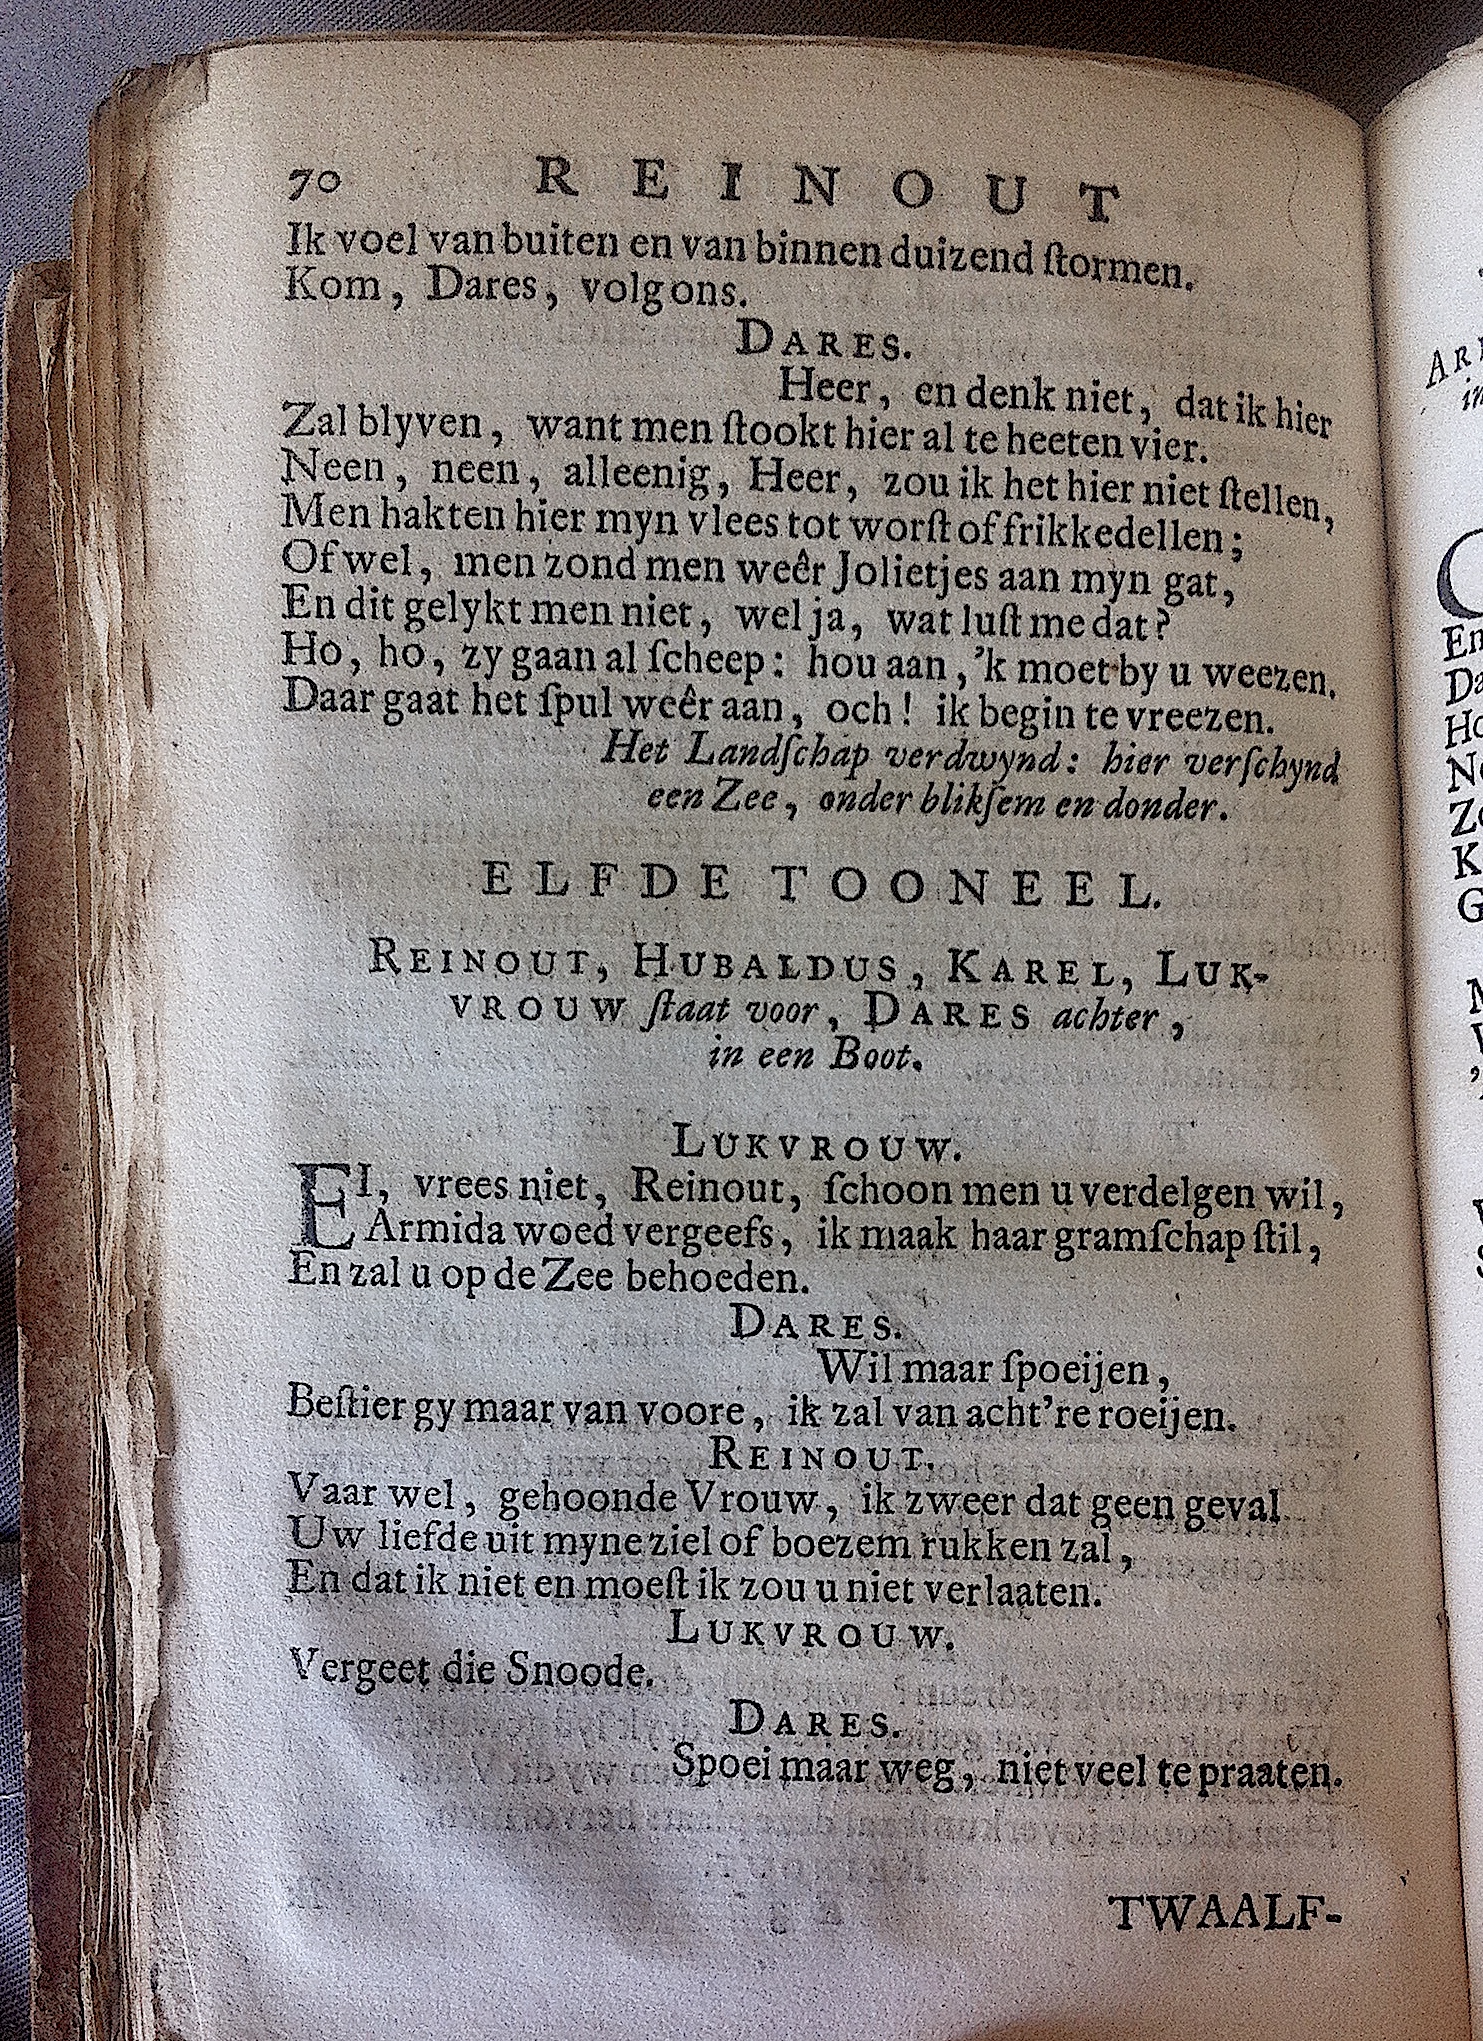 70 REINOUT
Ik voel van buiten en van binnen duizend ſtormen.
Kom, Dares, volg ons.
DARES.
Heer, en denk niet, dat ik hier
Zal blyven, want men ſtookt hier al te heeten vier.
Neen, neen, alleenig, Heer, zou ik het hier niet ſtellen,
Men hakten hier myn vlees tot worſt of frikkedellen;
Of wel, men zond men weêr Jolietjes aan myn gat,
En dit gelykt men niet, wel ja, wat luſt me dat?
Ho, ho, zy gaan al ſcheep: hou aan, 'k moet by u weezen.
Daar gaat het ſpul weêr aan, och! ik begin te vreezen.
Het Landſchap verdwynd: hier verſchynd
een Zee, onder blikſem en donder.
ELFDE TOONEEL.
REINOUT, HUBALDUS, KAREL, LUK-
VROUW ſtaat voor, DARES achter,
in een Boot.
LUKVROUW.
EI, vrees niet, Reinout, ſchoon men u verdelgen wil,
Armida woed vergeefs, ik maak haar gramſchap ſtil,
En zal u op de Zee behoeden.
DARES.
Wil maar ſpoeijen,
Beſtier gy maar van voore, ik zal van acht're roeijen.
REINOUT.
Vaar wel, gehoonde Vrouw, ik zweer dat geen geval
Uw liefde uit myne ziel of boezem rukken zal,
En dat ik niet en moeſt ik zou u niet verlaaten.
LUKVROUW.
Vergeet die Snoode.
DARES.
Spoei maar weg, niet veel te praaten.
TWAALF-